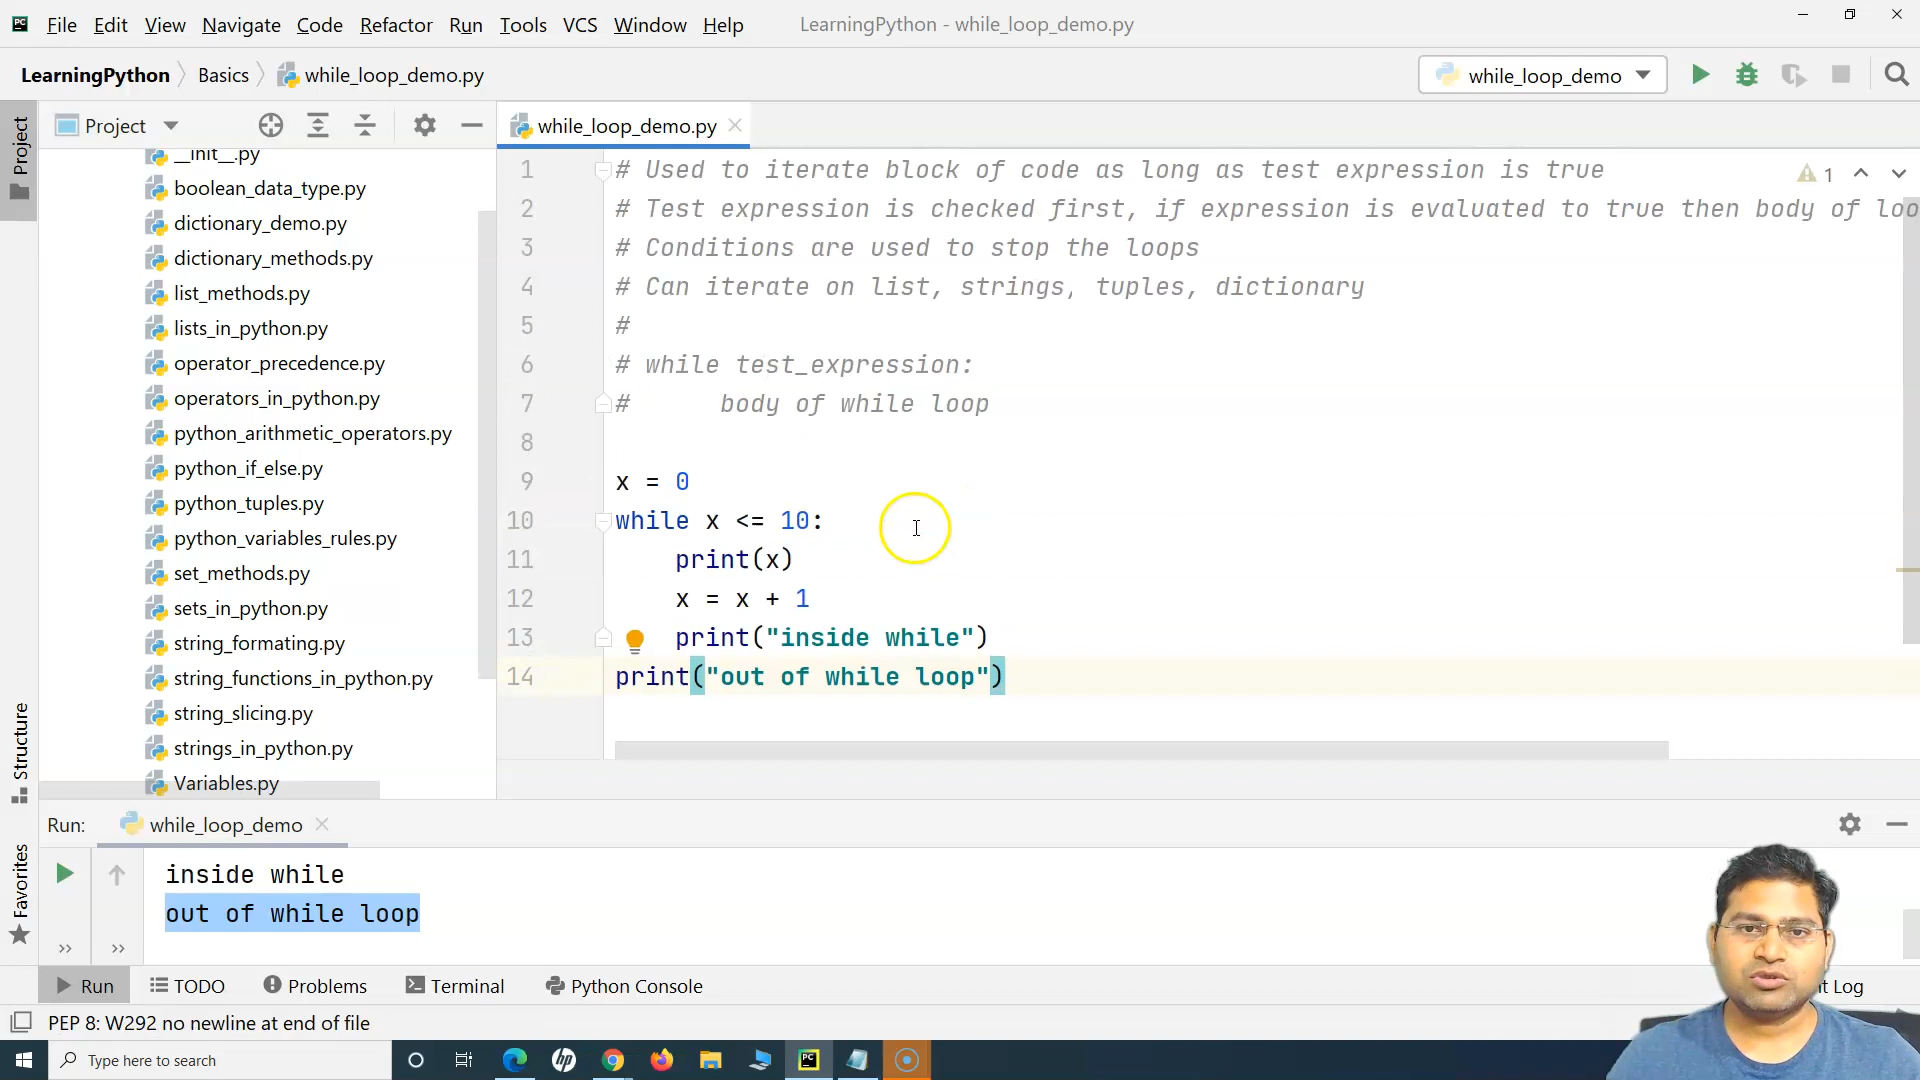 File Edit View Navigate Code Refactor Run Tools VCS Window Help LearningPython - while_loop_demo.py
LearningPython Basics while_loop_demo.py while_loop_demo
Project
Project
while_loop_demo.py
__init__.py
boolean_data_type.py
dictionary_demo.py
dictionary_methods.py
list_methods.py
lists_in_python.py
operator_precedence.py
operators_in_python.py
python_arithmetic_operators.py
python_if_else.py
python_tuples.py
python_variables_rules.py
set_methods.py
sets_in_python.py
string_formating.py
string_functions_in_python.py
string_slicing.py
strings_in_python.py
Variables.py
1 # Used to iterate block of code as long as test expression is true
1
2 # Test expression is checked first, if expression is evaluated to true then body of loo
3 # Conditions are used to stop the loops
4 # Can iterate on list, strings, tuples, dictionary
5 #
6 # while test_expression:
7 #      body of while loop
8
9 x = 0
10 while x <= 10:
11     print(x)
12     x = x + 1
13     print("inside while")
14 print("out of while loop")
Structure
Favorites
Run: while_loop_demo
inside while
out of while loop
Run TODO Problems Terminal Python Console t Log
PEP 8: W292 no newline at end of file
Type here to search
hp
PC